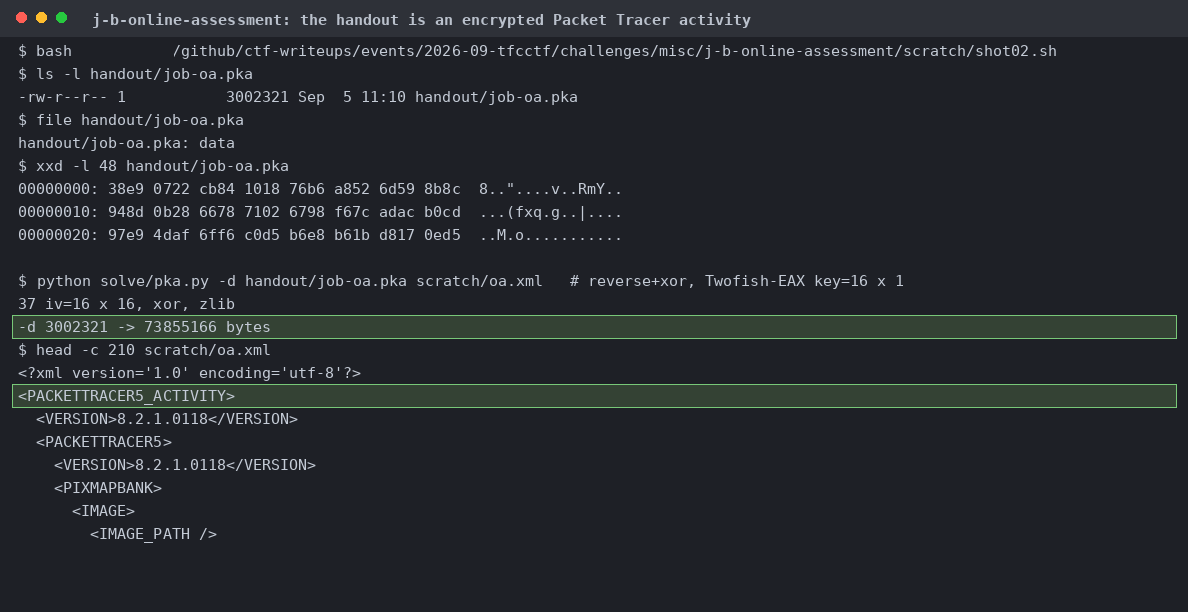 j-b-online-assessment: the handout is an encrypted Packet Tracer activity
$ bash           /github/ctf-writeups/events/2026-09-tfcctf/challenges/misc/j-b-online-assessment/scratch/shot02.sh
$ ls -l handout/job-oa.pka
-rw-r--r-- 1           3002321 Sep  5 11:10 handout/job-oa.pka
$ file handout/job-oa.pka
handout/job-oa.pka: data
$ xxd -l 48 handout/job-oa.pka
00000000: 38e9 0722 cb84 1018 76b6 a852 6d59 8b8c  8.."....v..RmY..
00000010: 948d 0b28 6678 7102 6798 f67c adac b0cd  ...(fxq.g..|....
00000020: 97e9 4daf 6ff6 c0d5 b6e8 b61b d817 0ed5  ..M.o...........
$ python solve/pka.py -d handout/job-oa.pka scratch/oa.xml   # reverse+xor, Twofish-EAX key=16 x 1
37 iv=16 x 16, xor, zlib
-d 3002321 -> 73855166 bytes
$ head -c 210 scratch/oa.xml
<?xml version='1.0' encoding='utf-8'?>
<PACKETTRACER5_ACTIVITY>
  <VERSION>8.2.1.0118</VERSION>
  <PACKETTRACER5>
    <VERSION>8.2.1.0118</VERSION>
    <PIXMAPBANK>
      <IMAGE>
        <IMAGE_PATH />